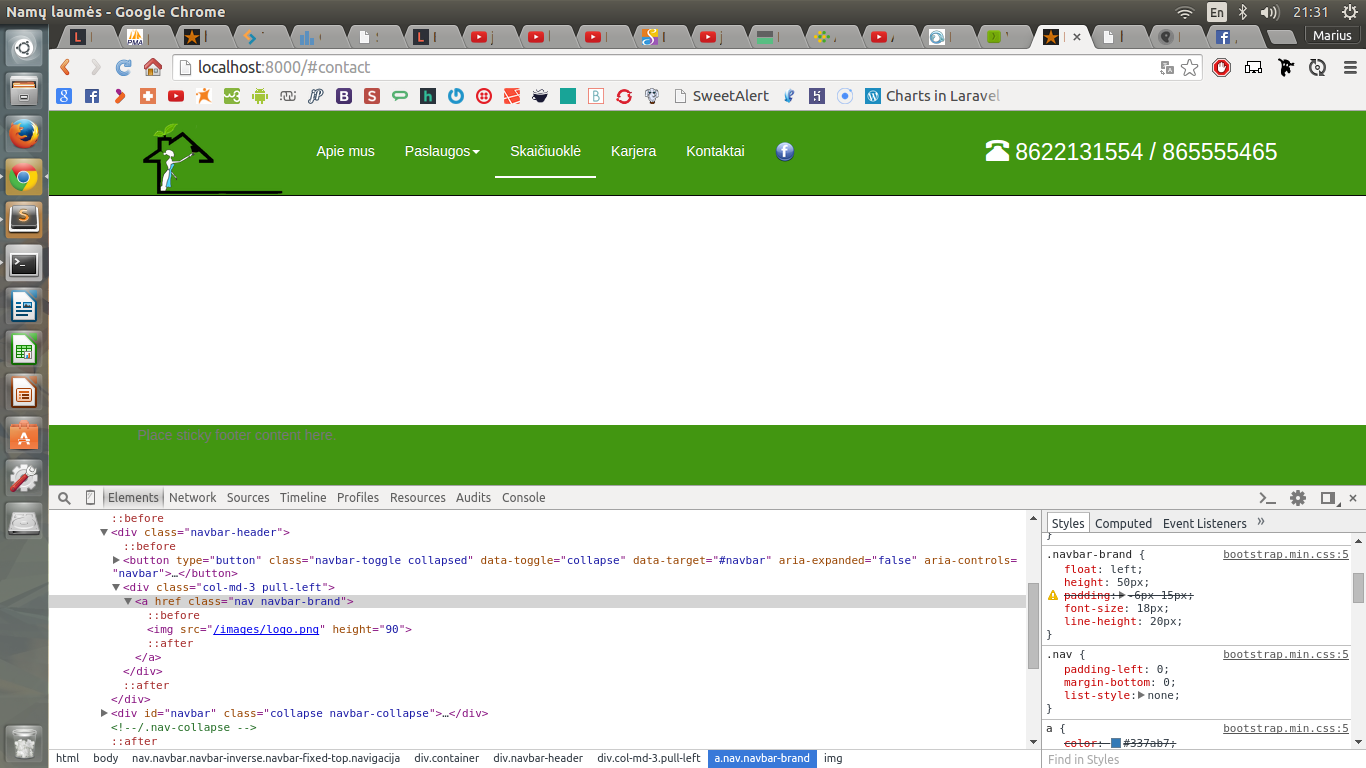 Namų laumės - Google Chrome
En
21:31
Marius
localhost:8000/#contact
SweetAlert
Charts in Laravel
Apie mus
Paslaugos
Skaičiuoklė
Karjera
Kontaktai
8622131554 / 865555465
Place sticky footer content here.
Elements Network Sources Timeline Profiles Resources Audits Console
::before
<div class="navbar-header">
::before
<button type="button" class="navbar-toggle collapsed" data-toggle="collapse" data-target="#navbar" aria-expanded="false" aria-controls=
"navbar">…</button>
<div class="col-md-3 pull-left">
<a href class="nav navbar-brand">
::before
<img src="/images/logo.png" height="90">
::after
</a>
</div>
::after
</div>
<div id="navbar" class="collapse navbar-collapse">…</div>
<!--/.nav-collapse -->
::after
html body nav.navbar.navbar-inverse.navbar-fixed-top.navigacija div.container div.navbar-header div.col-md-3.pull-left a.nav.navbar-brand img
Styles Computed Event Listeners »
}
.navbar-brand { bootstrap.min.css:5
float: left;
height: 50px;
padding: -6px 15px;
font-size: 18px;
line-height: 20px;
}
.nav { bootstrap.min.css:5
padding-left: 0;
margin-bottom: 0;
list-style: none;
}
a { bootstrap.min.css:5
color: #337ab7;
Find in Styles